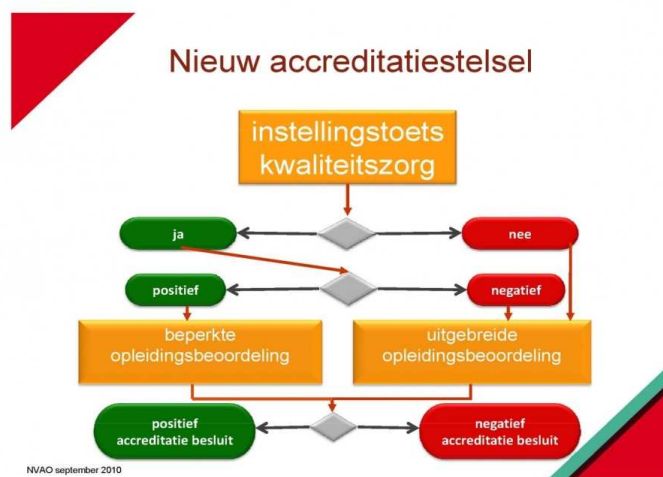 Nieuw accreditatiestelsel
instellingstoets
kwaliteitszorg
ja
nee
positief
negatief
beperkte
opleidingsbeoordeling
uitgebreide
opleidingsbeoordeling
positief
accreditatie besluit
negatief
accreditatie besluit
NVAO september 2010